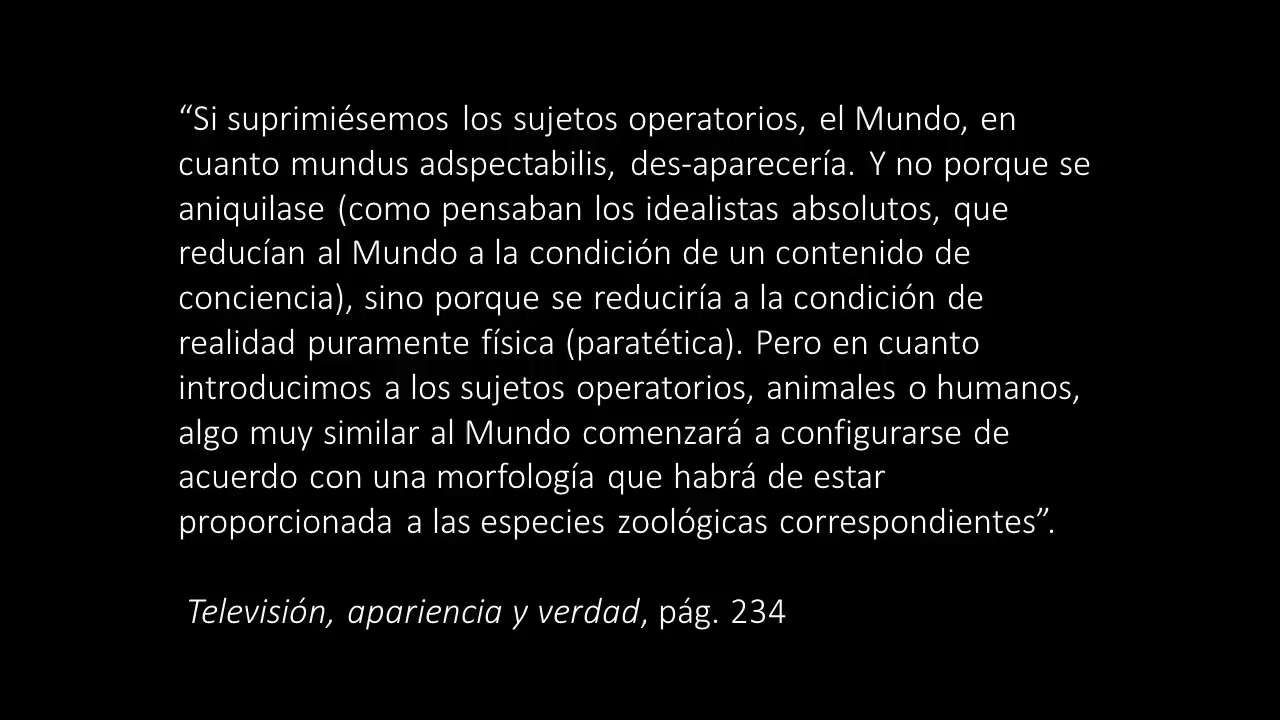 “Si suprimiésemos los sujetos operatorios, el Mundo, en
cuanto mundus adspectabilis, des-aparecería. Y no porque se
aniquilase (como pensaban los idealistas absolutos, que
reducían al Mundo a la condición de un contenido de
conciencia), sino porque se reduciría a la condición de
realidad puramente física (paratética). Pero en cuanto
introducimos a los sujetos operatorios, animales o humanos,
algo muy similar al Mundo comenzará a configurarse de
acuerdo con una morfología que habrá de estar
proporcionada a las especies zoológicas correspondientes”.
Televisión, apariencia y verdad, pág. 234